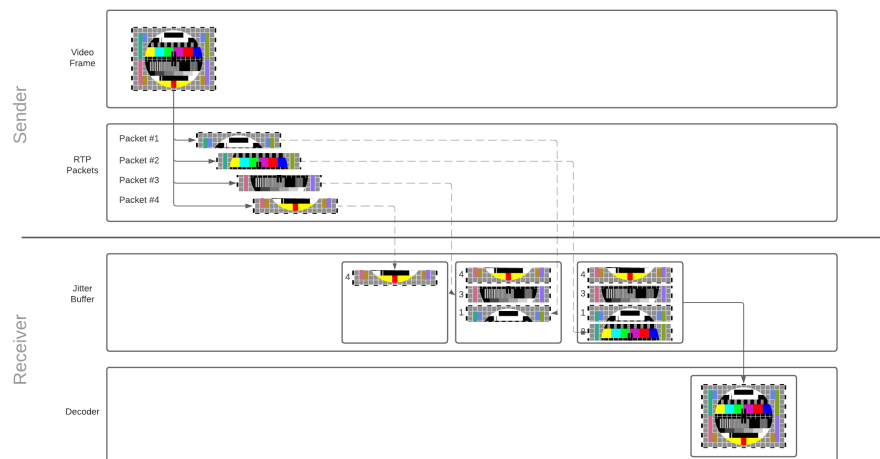 Sender
Video
Frame
RTP
Packets
Packet #1
Packet #2
Packet #3
Packet #4
Receiver
Jitter
Buffer
4
4
3
1
4
3
1
2
Decoder